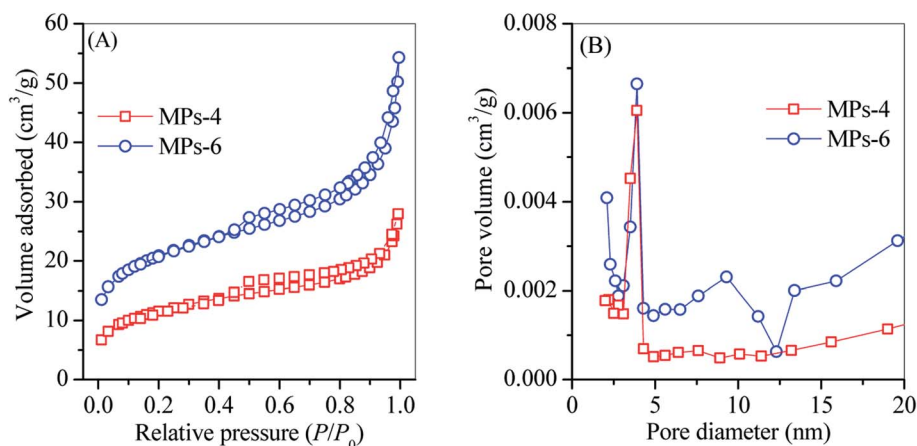 (A)
MPs-4
MPs-6
Volume adsorbed (cm³/g)
60
50
40
30
20
10
0
0.0 0.2 0.4 0.6 0.8 1.0
Relative pressure (P/P₀)
(B)
MPs-4
MPs-6
Pore volume (cm³/g)
0.008
0.006
0.004
0.002
0.000
0 5 10 15 20
Pore diameter (nm)